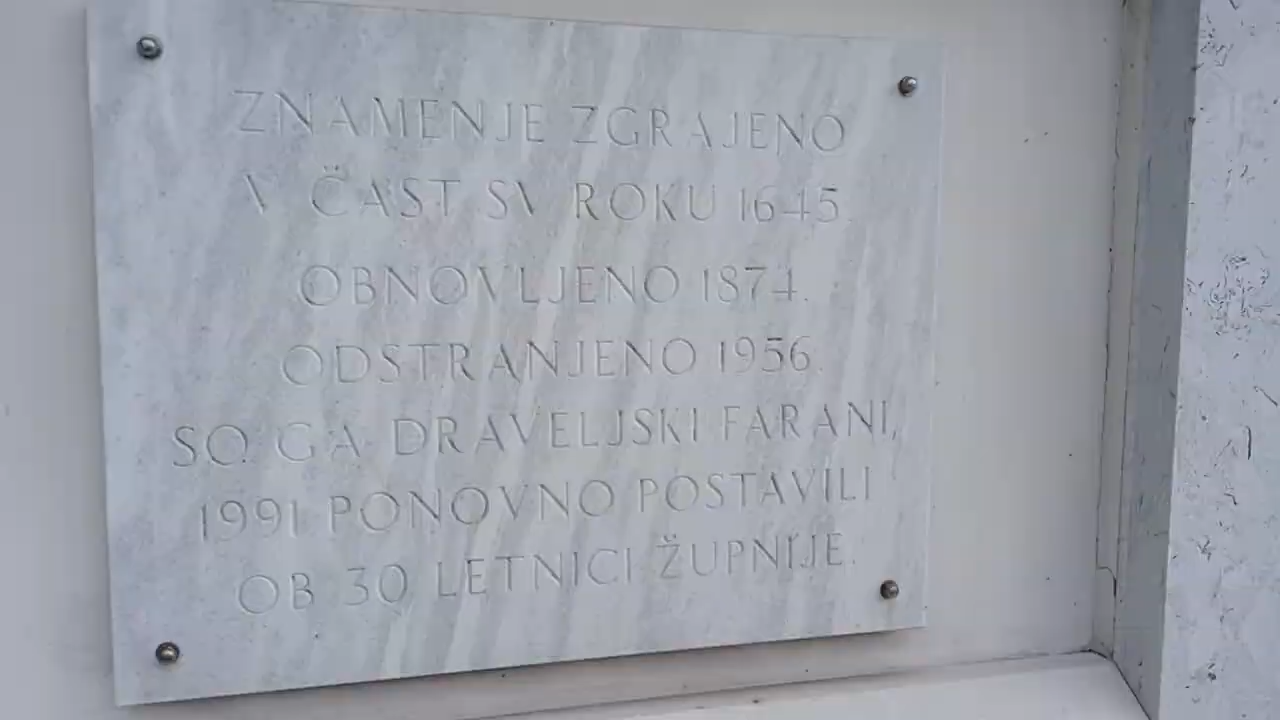 ZNAMENJE ZGRAJENO
V ČAST SV ROKU 1645.
OBNOVLJENO 1874.
ODSTRANJENO 1956.
SO GA DRAVELJSKI FARANI,
1991 PONOVNO POSTAVILI
OB 30 LETNICI ŽUPNIJE.